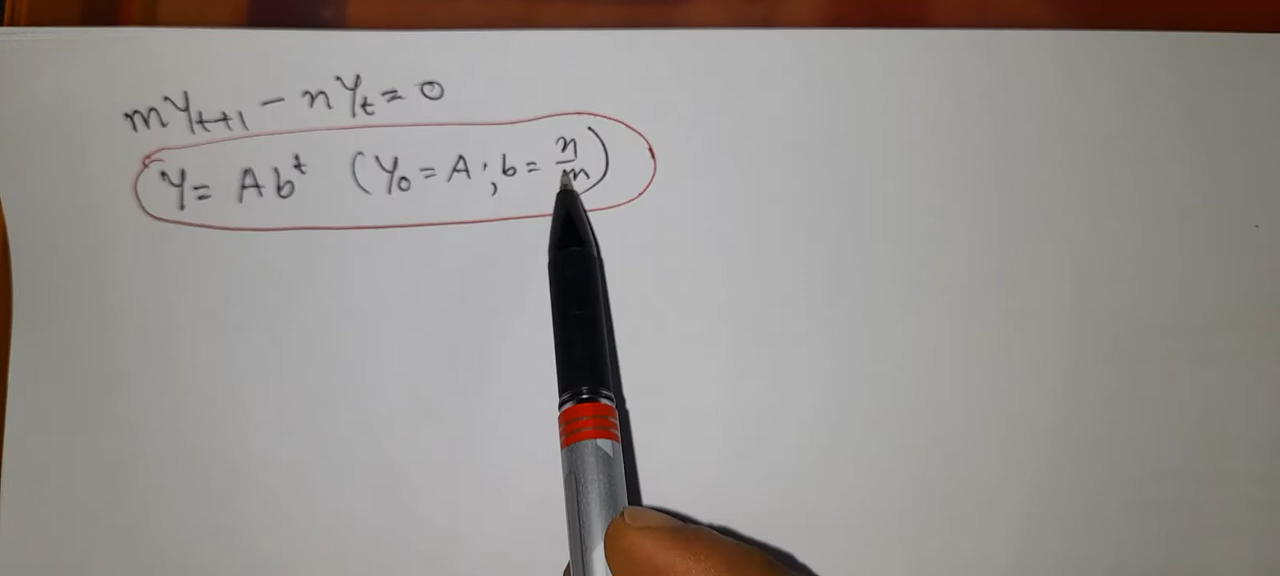 mY_{t+1} - nY_t = 0
Y = Ab^t (Y_0 = A ; b = n/m)